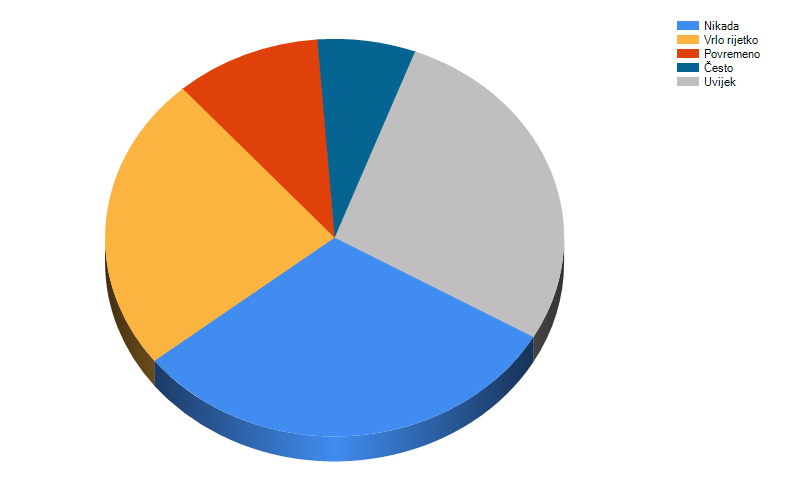 Nikada
Vrlo rijetko
Povremeno
Često
Uvijek